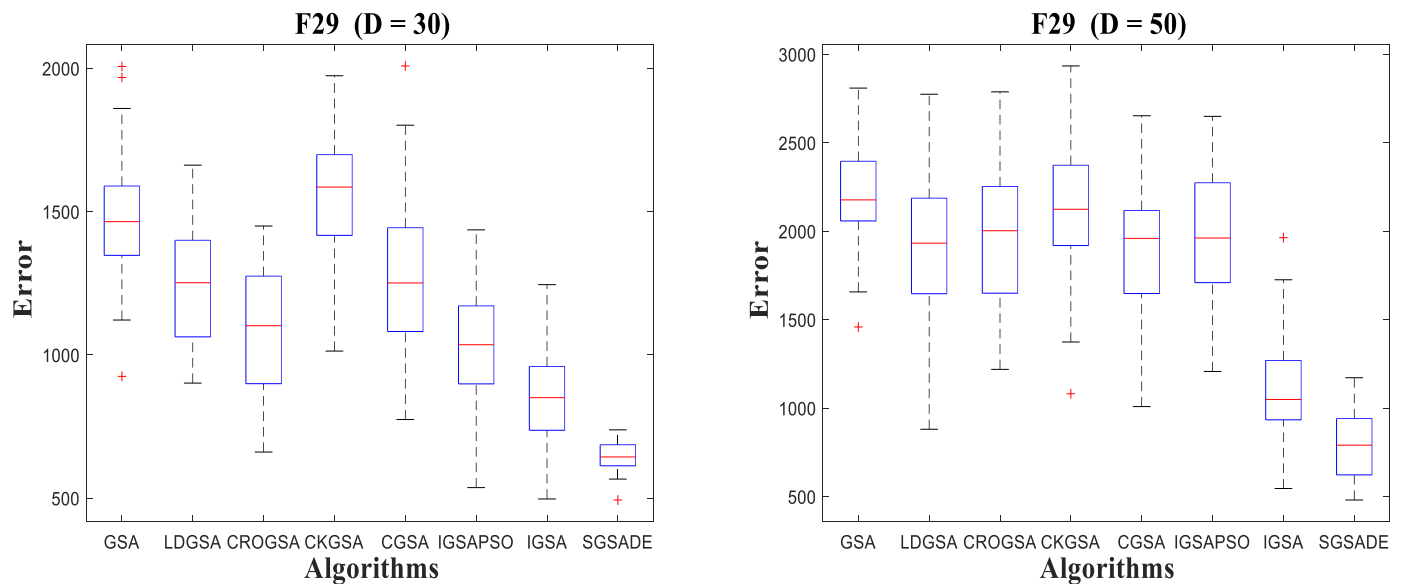 F29 (D = 30)
2000
1500
1000
500
Error
GSA LDGSA CROGSA CKGSA CGSA IGSAPSO IGSA SGSADE
Algorithms
F29 (D = 50)
3000
2500
2000
1500
1000
500
Error
GSA LDGSA CROGSA CKGSA CGSA IGSAPSO IGSA SGSADE
Algorithms